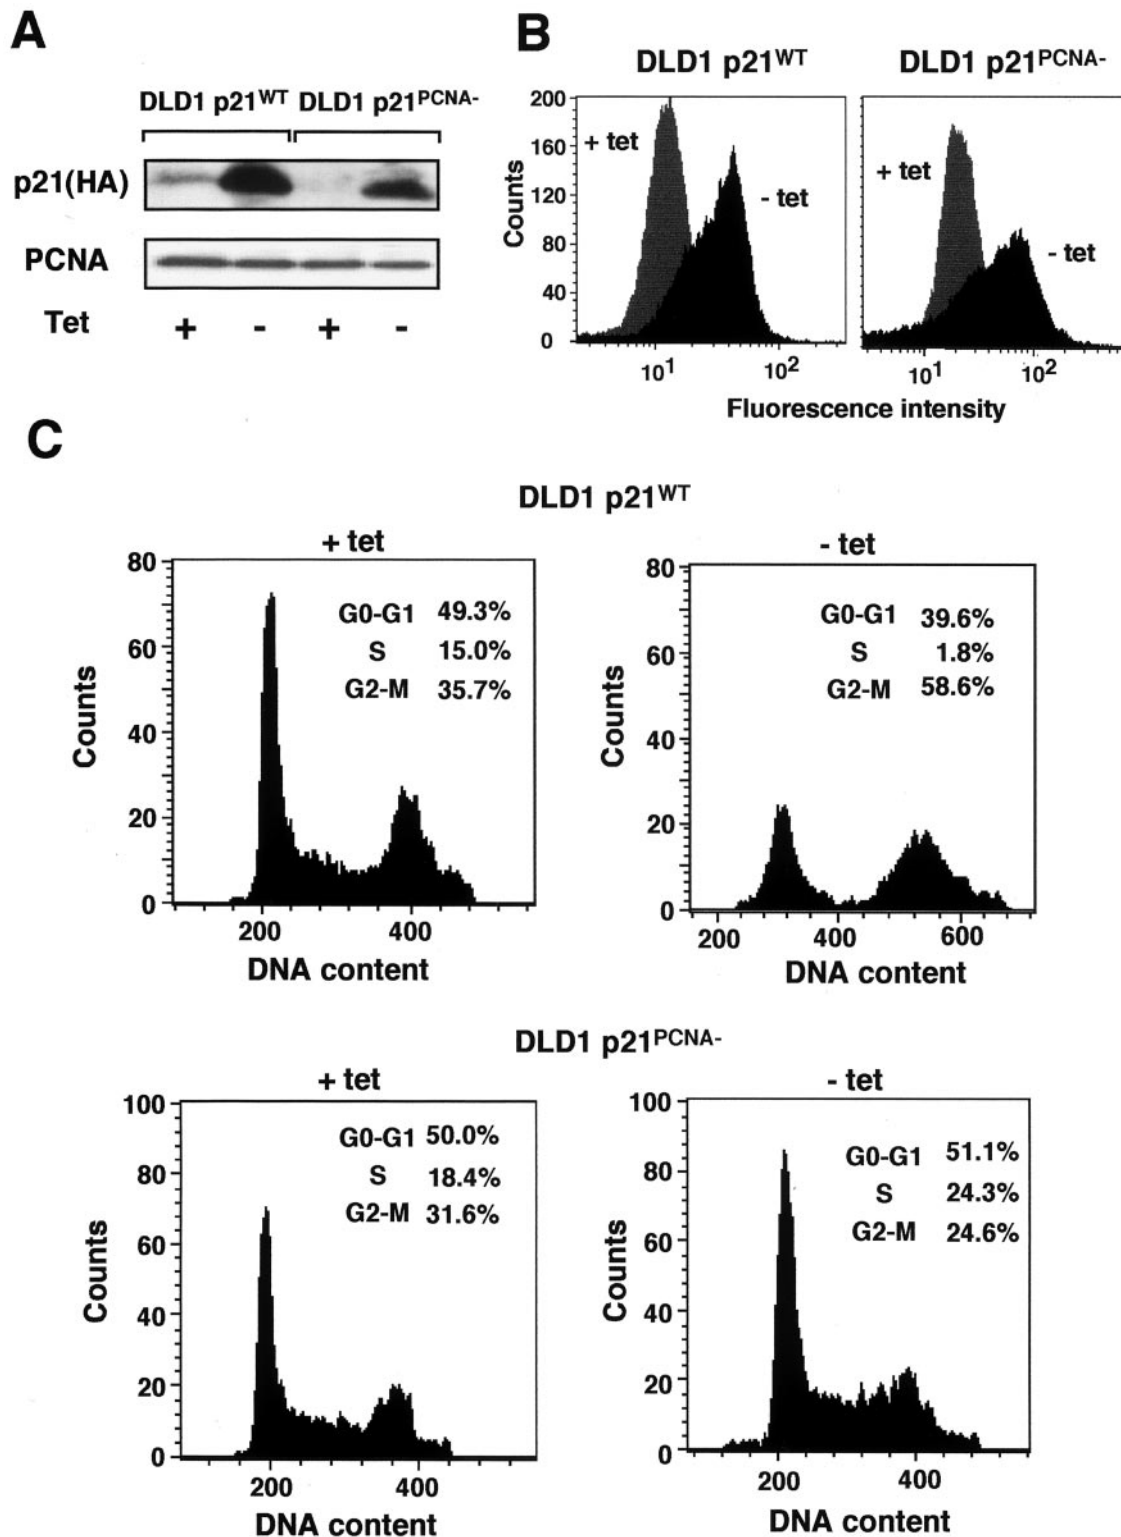 A
DLD1 p21WT DLD1 p21PCNA-
p21(HA)
PCNA
Tet + - + -
B
DLD1 p21WT DLD1 p21PCNA-
200
160
120
80
40
0
Counts
+ tet
- tet
+ tet
- tet
10¹ 10² 10¹ 10²
Fluorescence intensity
C
DLD1 p21WT
+ tet
80
60
40
20
0
Counts
G0-G1 49.3%
S 15.0%
G2-M 35.7%
200 400
DNA content
- tet
80
60
40
20
0
Counts
G0-G1 39.6%
S 1.8%
G2-M 58.6%
200 400 600
DNA content
DLD1 p21PCNA-
+ tet
100
80
60
40
20
0
Counts
G0-G1 50.0%
S 18.4%
G2-M 31.6%
200 400
DNA content
- tet
100
80
60
40
20
0
Counts
G0-G1 51.1%
S 24.3%
G2-M 24.6%
200 400
DNA content